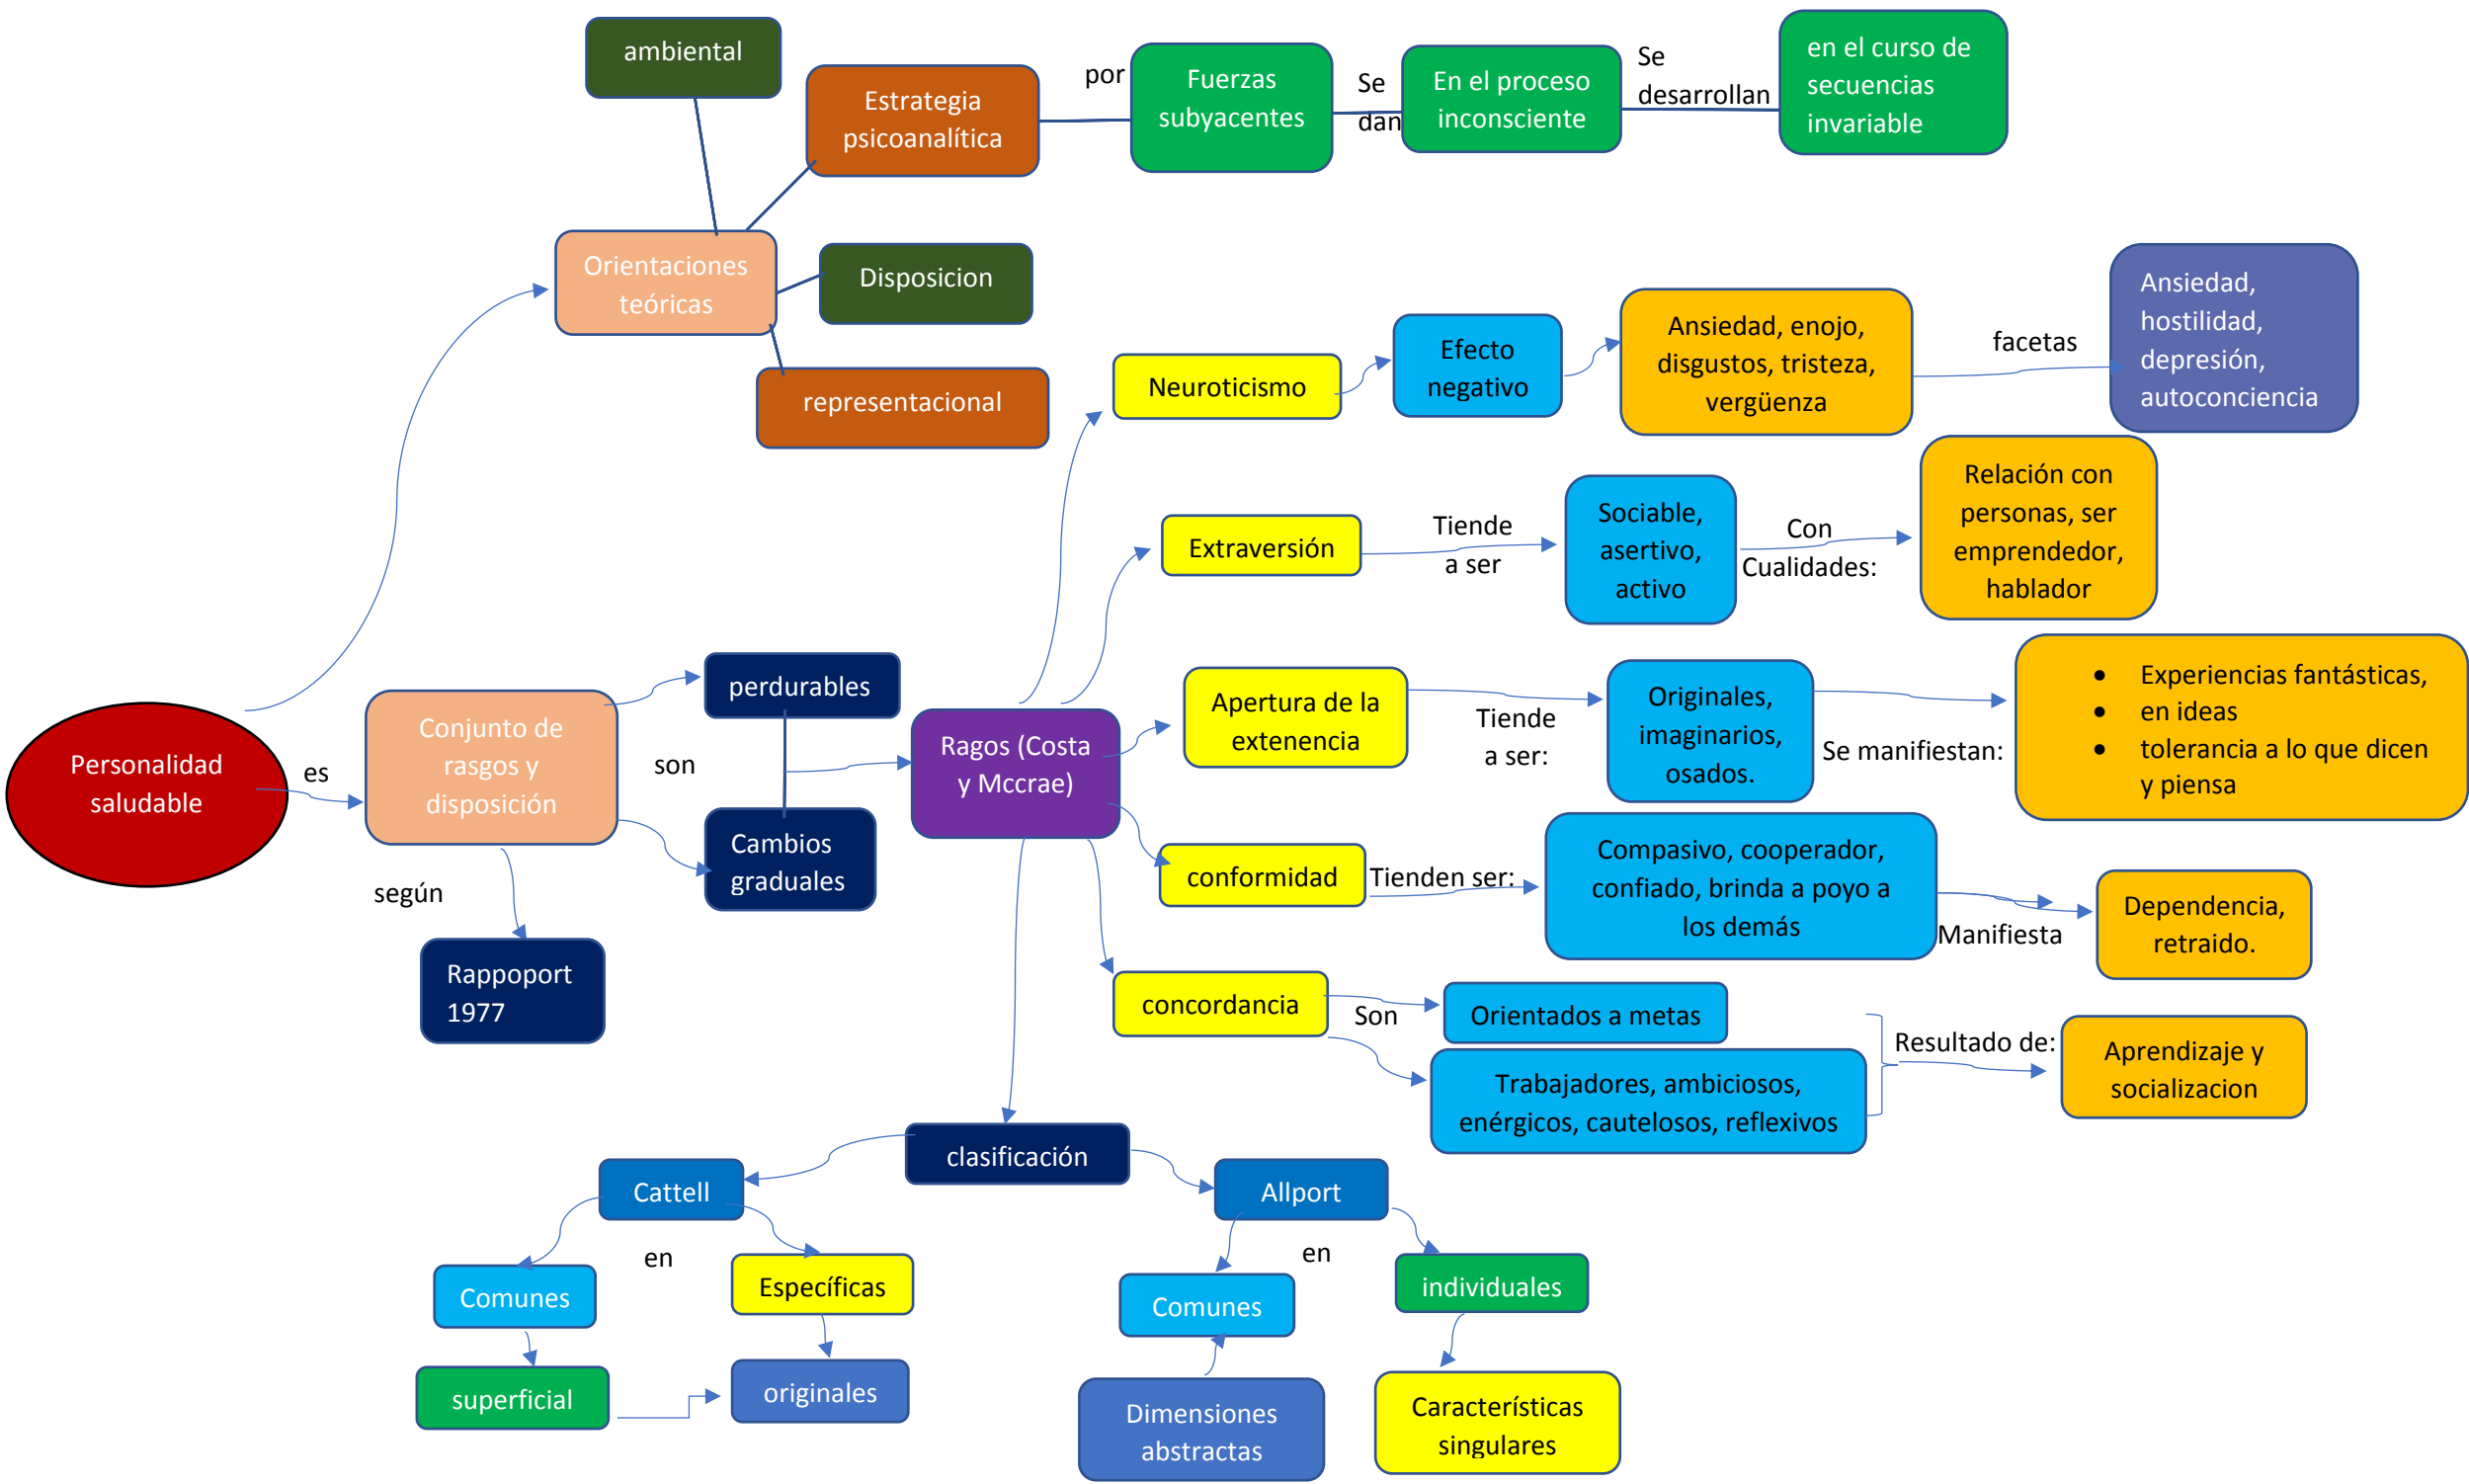 ambiental
Estrategia
psicoanalítica
por
Fuerzas
subyacentes
Se
dan
En el proceso
inconsciente
Se
desarrollan
en el curso de
secuencias
invariable
Orientaciones
teóricas
Disposicion
representacional
Neuroticismo
Efecto
negativo
Ansiedad, enojo,
disgustos, tristeza,
vergüenza
facetas
Ansiedad,
hostilidad,
depresión,
autoconciencia
Extraversión
Tiende
a ser
Sociable,
asertivo,
activo
Con
Cualidades:
Relación con
personas, ser
emprendedor,
hablador
Personalidad
saludable
es
Conjunto de
rasgos y
disposición
según
Rappoport
1977
son
perdurables
Cambios
graduales
Ragos (Costa
y Mccrae)
Apertura de la
extenencia
Tiende
a ser:
Originales,
imaginarios,
osados.
Se manifiestan:
• Experiencias fantásticas,
• en ideas
• tolerancia a lo que dicen
y piensa
conformidad
Tienden ser:
Compasivo, cooperador,
confiado, brinda a poyo a
los demás
Manifiesta
Dependencia,
retraido.
concordancia
Son
Orientados a metas
Trabajadores, ambiciosos,
enérgicos, cautelosos, reflexivos
Resultado de:
Aprendizaje y
socializacion
clasificación
Cattell
en
Comunes
Específicas
superficial
originales
Allport
en
Comunes
individuales
Dimensiones
abstractas
Características
singulares